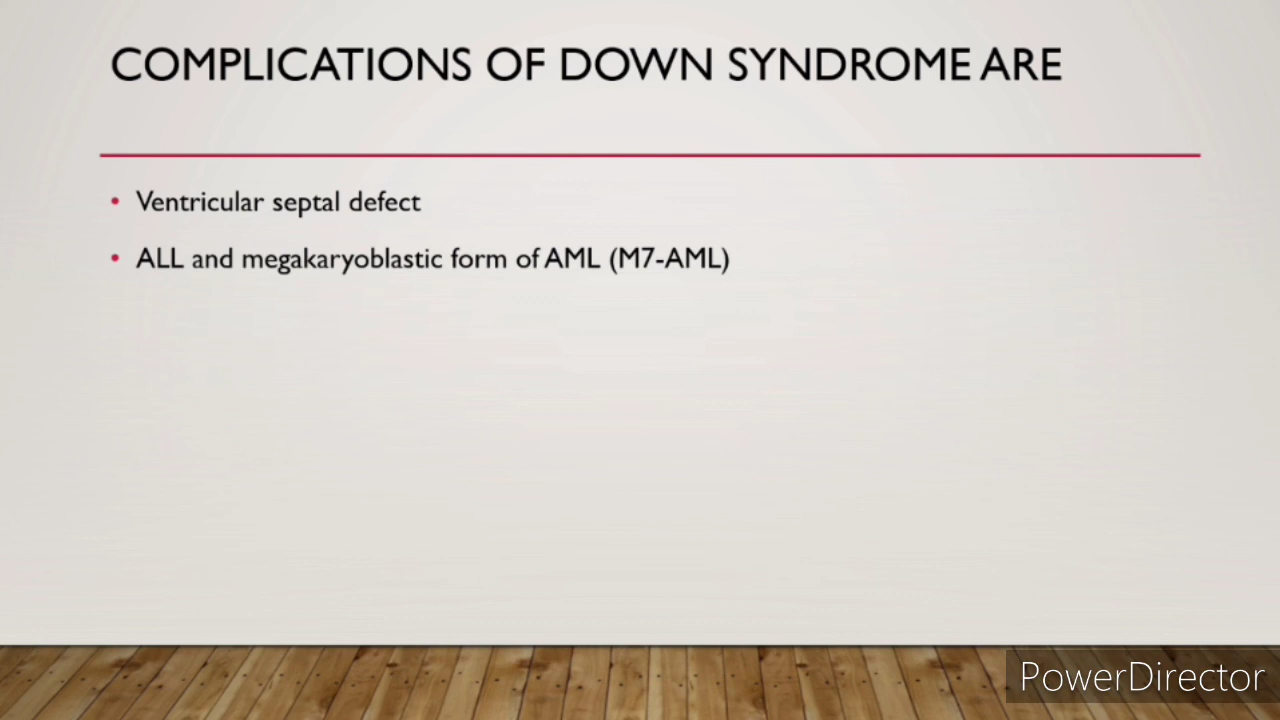 COMPLICATIONS OF DOWN SYNDROME ARE
• Ventricular septal defect
• ALL and megakaryoblastic form of AML (M7-AML)
PowerDirector